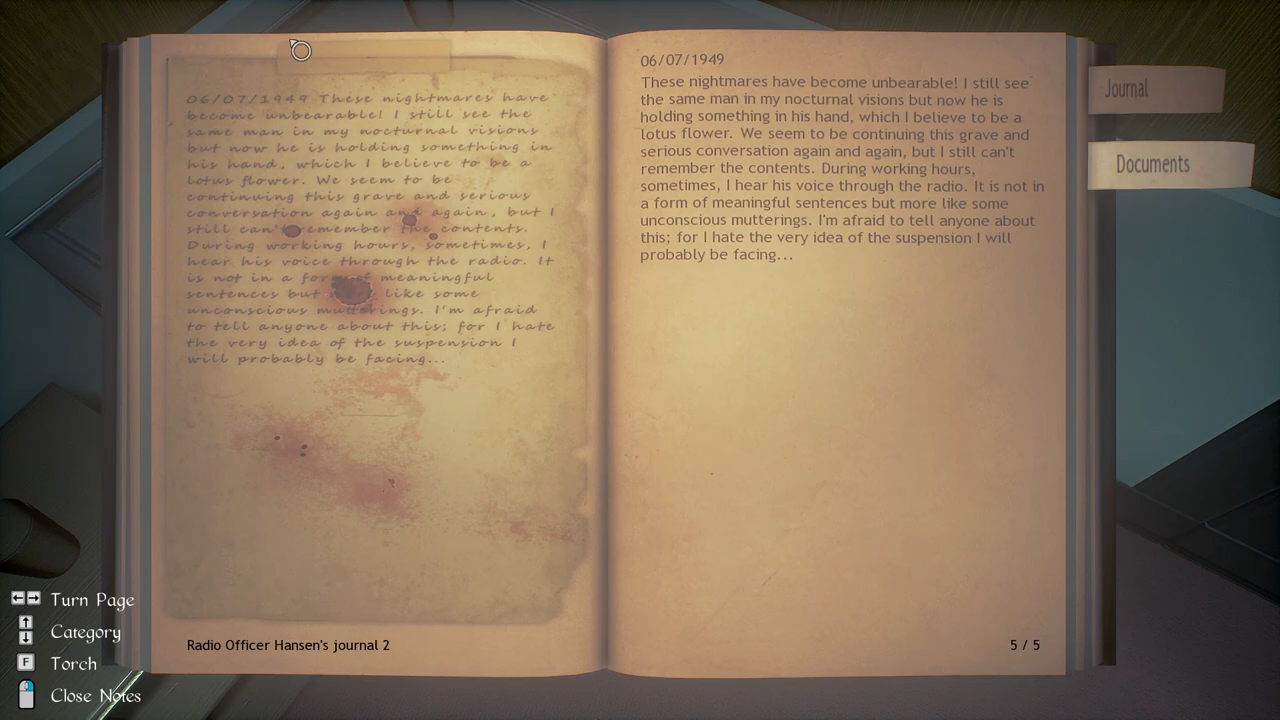 06/07/1949 These nightmares have
become unbearable! I still see the
same man in my nocturnal visions
but now he is holding something in
his hand, which I believe to be a
lotus flower. We seem to be
continuing this grave and serious
conversation again and again, but I
still can't remember the contents.
During working hours, sometimes, I
hear his voice through the radio. It
is not in a form of meaningful
sentences but like some
unconscious mutterings. I'm afraid
to tell anyone about this; for I hate
the very idea of the suspension I
will probably be facing...
Radio Officer Hansen's journal 2
06/07/1949
These nightmares have become unbearable! I still see
the same man in my nocturnal visions but now he is
holding something in his hand, which I believe to be a
lotus flower. We seem to be continuing this grave and
serious conversation again and again, but I still can't
remember the contents. During working hours,
sometimes, I hear his voice through the radio. It is not in
a form of meaningful sentences but more like some
unconscious mutterings. I'm afraid to tell anyone about
this; for I hate the very idea of the suspension I will
probably be facing...
5 / 5
Journal
Documents
Turn Page
Category
F Torch
Close Notes